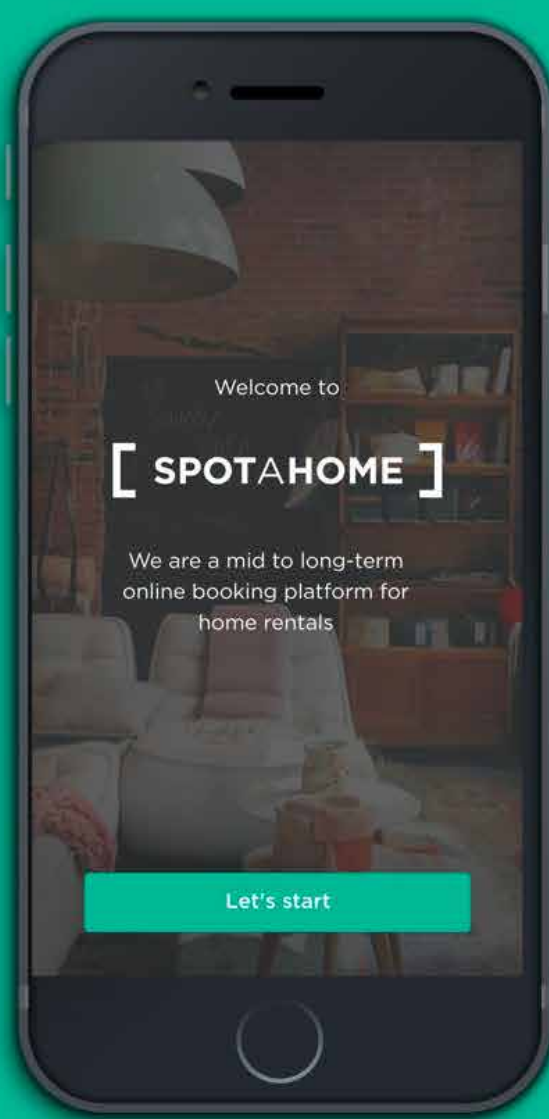 Welcome to
[ SPOTAHOME ]
We are a mid to long-term
online booking platform for
home rentals
Let's start